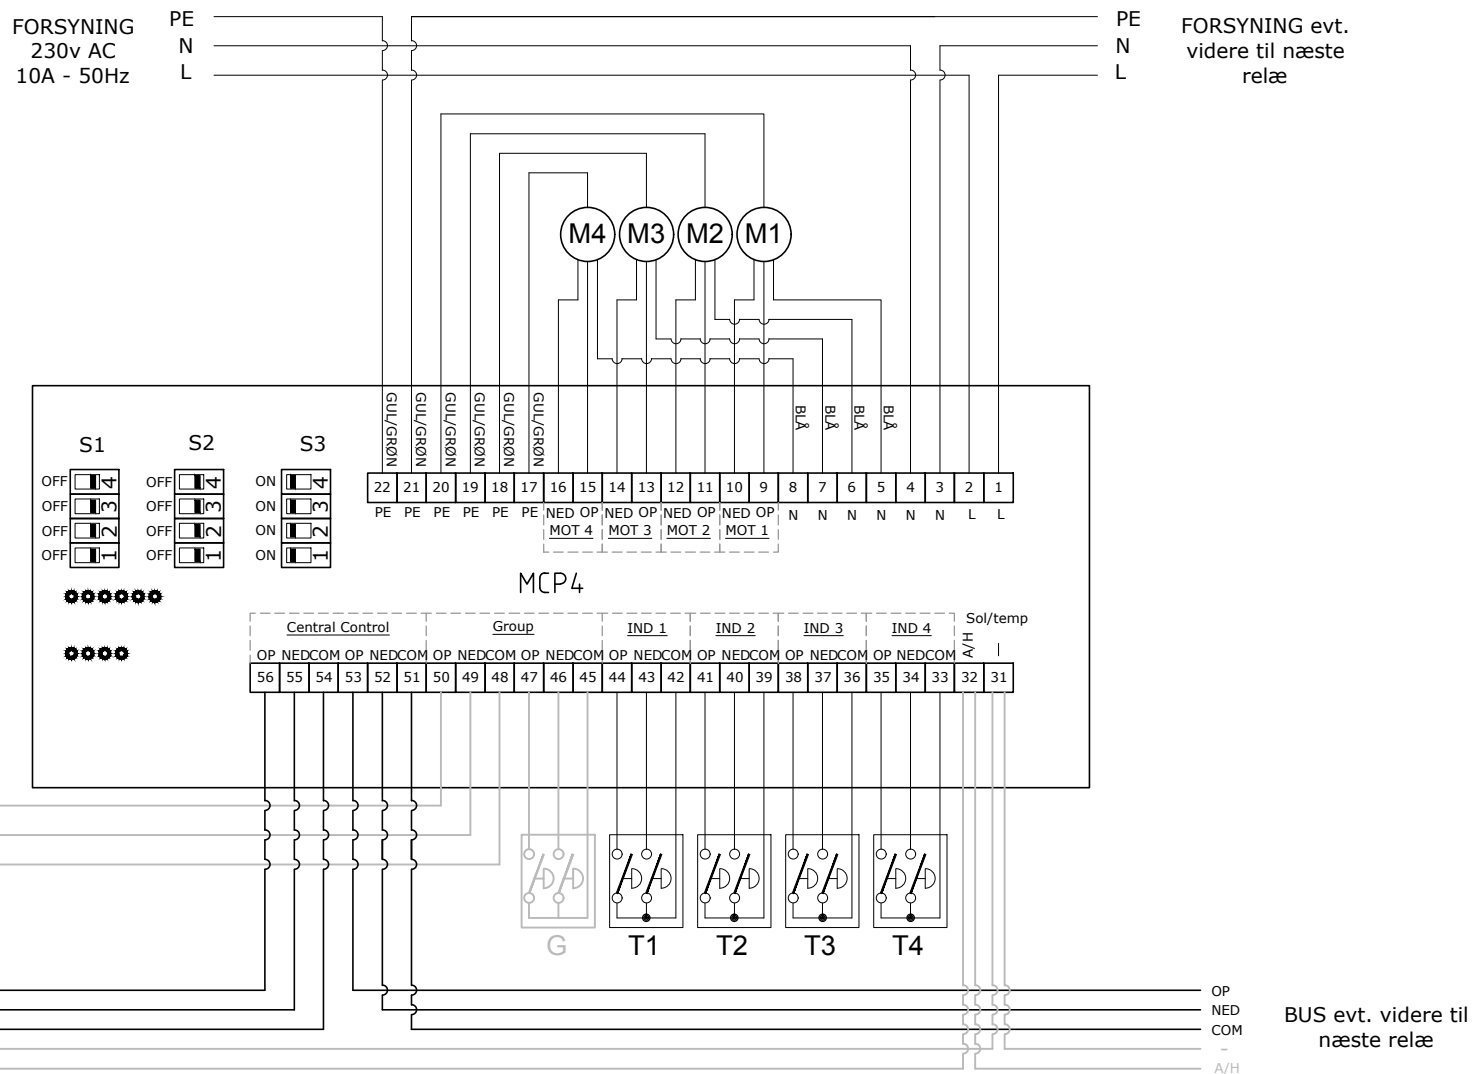 FORSYNING
230v AC
10A - 50Hz
PE
N
L
PE
N
L
FORSYNING evt.
videre til næste
relæ
M4 M3 M2 M1
GUL/GRØN GUL/GRØN GUL/GRØN GUL/GRØN GUL/GRØN GUL/GRØN BLÅ BLÅ BLÅ BLÅ
S1 S2 S3
OFF 4 OFF 4 ON 4
OFF 3 OFF 3 ON 3
OFF 2 OFF 2 ON 2
OFF 1 OFF 1 ON 1
22 21 20 19 18 17 16 15 14 13 12 11 10 9 8 7 6 5 4 3 2 1
PE PE PE PE PE PE NED OP NED OP NED OP NED OP N N N N N N L L
MOT 4 MOT 3 MOT 2 MOT 1
MCP4
Central Control Group IND 1 IND 2 IND 3 IND 4 Sol/temp
OP NED COM OP NED COM OP NED COM OP NED COM OP NED COM OP NED COM OP NED COM OP NED COM A/H –
56 55 54 53 52 51 50 49 48 47 46 45 44 43 42 41 40 39 38 37 36 35 34 33 32 31
G T1 T2 T3 T4
OP
NED
COM
-
A/H
BUS evt. videre til
næste relæ